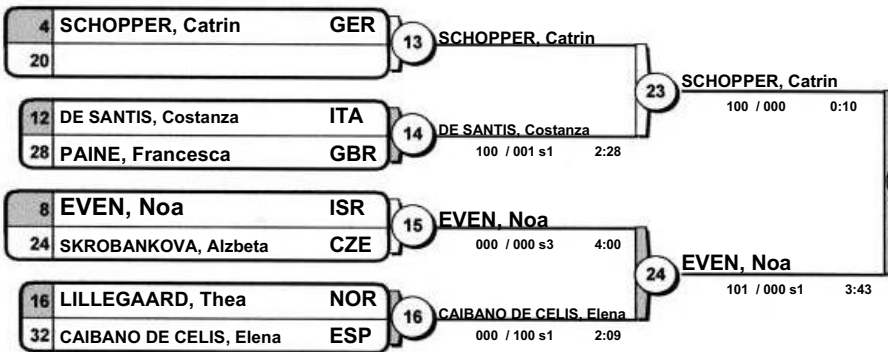 4 SCHOPPER, Catrin GER
20
13 SCHOPPER, Catrin
12 DE SANTIS, Costanza ITA
28 PAINE, Francesca GBR
14 DE SANTIS, Costanza
100 / 001 s1 2:28
23 SCHOPPER, Catrin
100 / 000 0:10
8 EVEN, Noa ISR
24 SKROBANKOVA, Alzbeta CZE
15 EVEN, Noa
000 / 000 s3 4:00
16 LILLEGAARD, Thea NOR
32 CAIBANO DE CELIS, Elena ESP
16 CAIBANO DE CELIS, Elena
000 / 100 s1 2:09
24 EVEN, Noa
101 / 000 s1 3:43